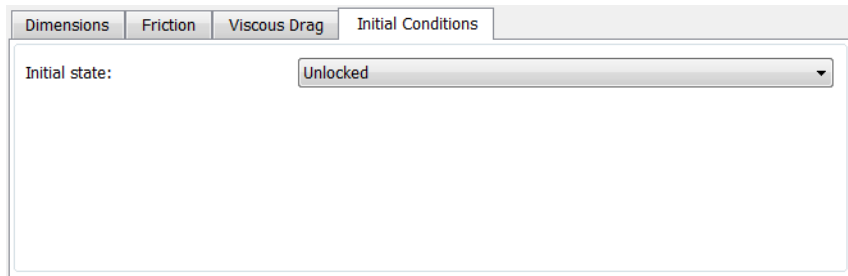 Dimensions Friction Viscous Drag Initial Conditions
Initial state: Unlocked